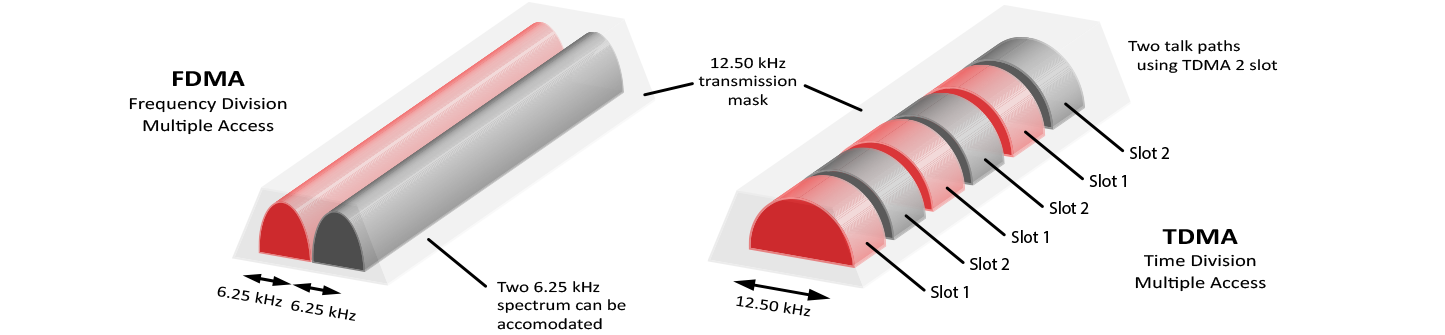 FDMA
Frequency Division
Multiple Access
6.25 kHz
6.25 kHz
Two 6.25 kHz
spectrum can be
accomodated
12.50 kHz
transmission
mask
Two talk paths
using TDMA 2 slot
Slot 2
Slot 1
Slot 2
Slot 1
Slot 2
Slot 1
12.50 kHz
TDMA
Time Division
Multiple Access